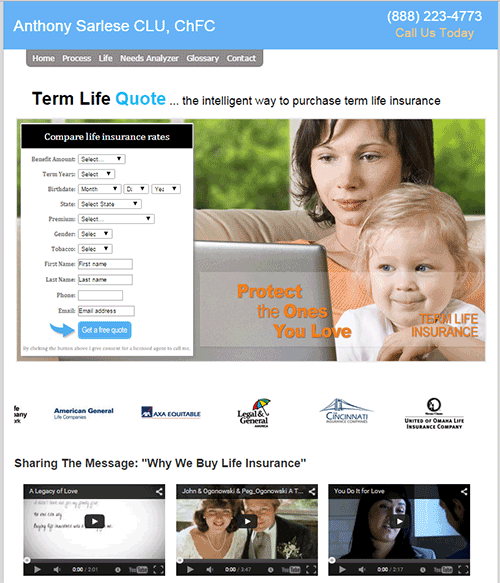 Anthony Sarlese CLU, ChFC
(888) 223-4773
Call Us Today
Home Process Life Needs Analyzer Glossary Contact
Term Life Quote ... the intelligent way to purchase term life insurance
Compare life insurance rates
Benefit Amount: Select...
Term Years: Select
Birthdate: Month Da Yea
State: Select State
Premium: Select...
Gender: Selec
Tobacco: Selec
First Name: First name
Last Name: Last name
Phone:
Email: Email address
Get a free quote
By clicking the button above I give consent for a licensed agent to call me.
Protect
the Ones
You Love
TERM LIFE
INSURANCE
American General
Life Companies
AXA EQUITABLE
Legal &
General
AMERICA
CINCINNATI
INSURANCE COMPANIES
UNITED OF OMAHA LIFE
INSURANCE COMPANY
Sharing The Message: "Why We Buy Life Insurance"
A Legacy of Love
John & Ogonowski & Peg_Ogonowski A T...
You Do It for Love
0:00 / 2:01
YouTube
0:00 / 3:47
YouTube
0:00 / 2:17
YouTube